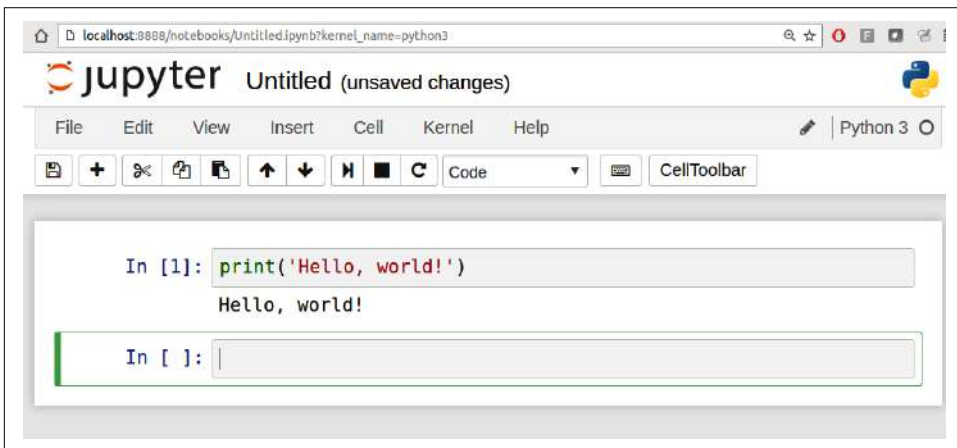 localhost:8888/notebooks/Untitled.ipynb?kernel_name=python3
jupyter Untitled (unsaved changes)
File Edit View Insert Cell Kernel Help Python 3
Code CellToolbar
In [1]: print('Hello, world!')
Hello, world!
In [ ]: